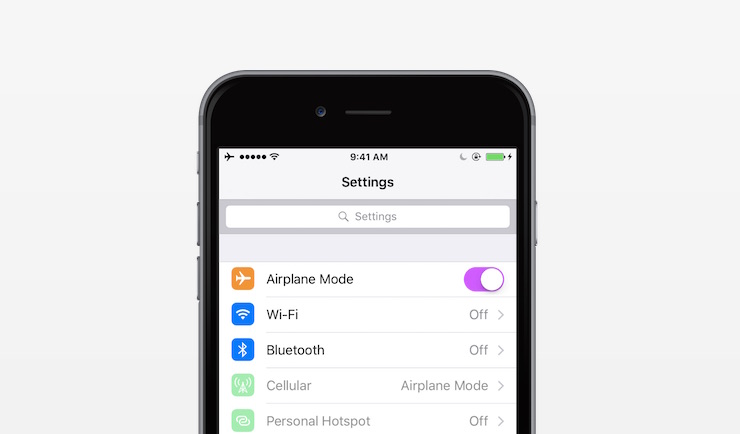 9:41 AM
Settings
Settings
Airplane Mode
Wi-Fi Off
Bluetooth Off
Cellular Airplane Mode
Personal Hotspot Off